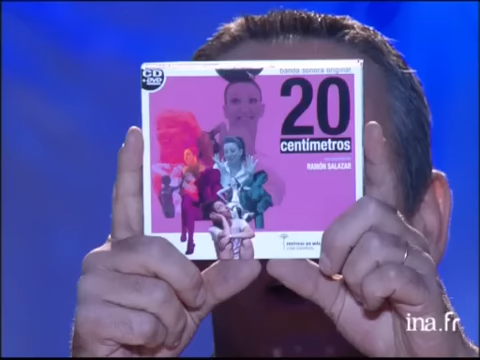 CD
+DVD
banda sonora original
20
centímetros
RAMÓN SALAZAR
ina.fr